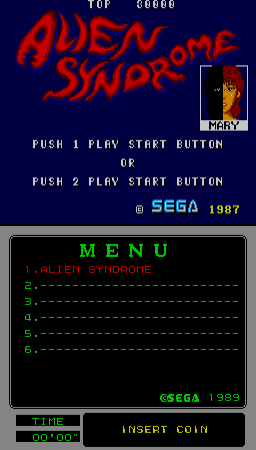 TOP 30000
ALIEN
SYNDROME
MARY
PUSH 1 PLAY START BUTTON
OR
PUSH 2 PLAY START BUTTON
© SEGA 1987
MENU
1.ALIEN SYNDROME
2.
3.
4.
5.
6.
©SEGA 1989
TIME
00'00"
INSERT COIN